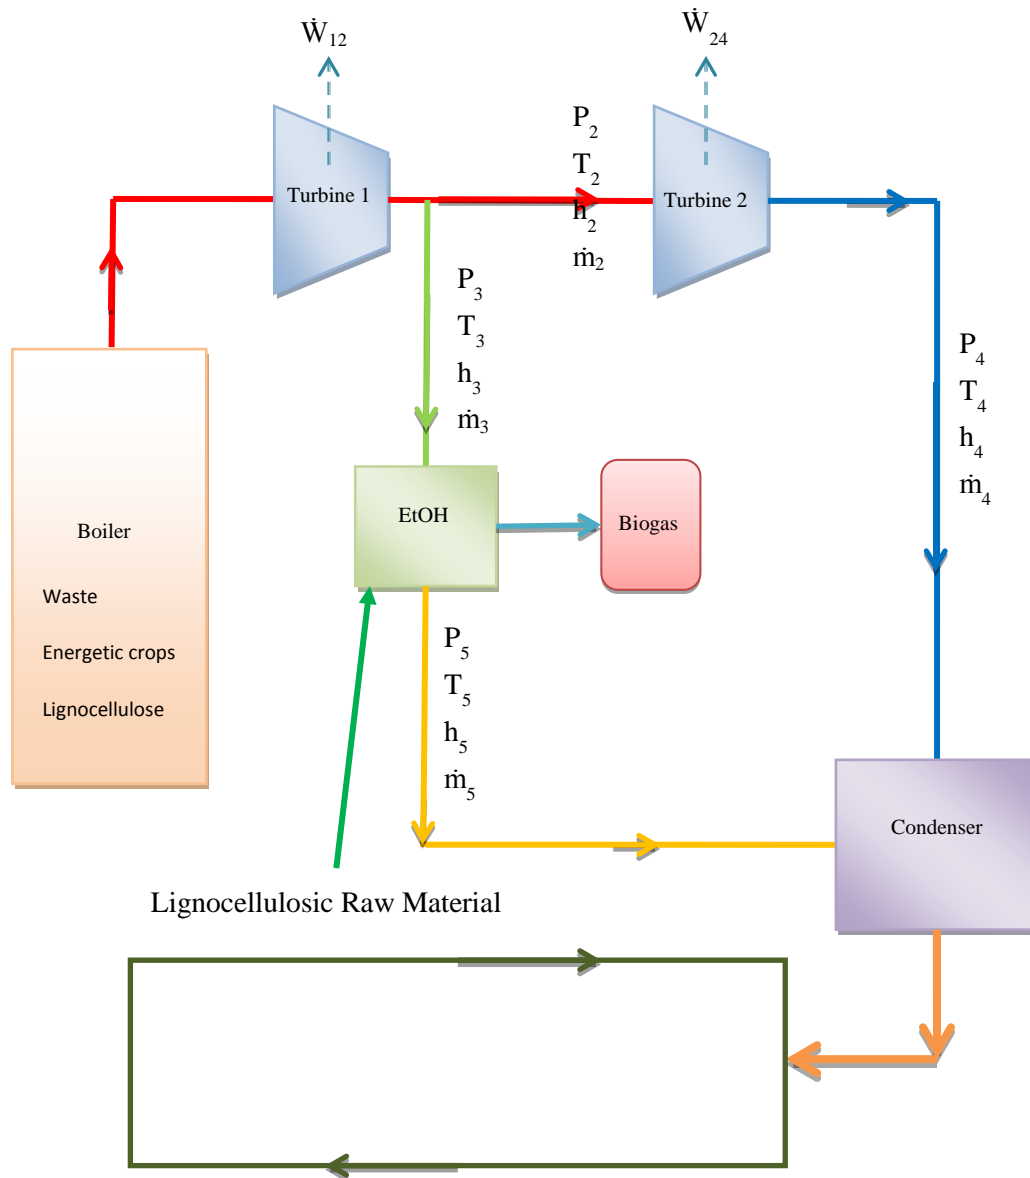 Ẇ12
Ẇ24
Turbine 1
P2
T2
h2
ṁ2
Turbine 2
P3
T3
h3
ṁ3
P4
T4
h4
ṁ4
Boiler
Waste
Energetic crops
Lignocellulose
EtOH
Biogas
P5
T5
h5
ṁ5
Condenser
Lignocellulosic Raw Material